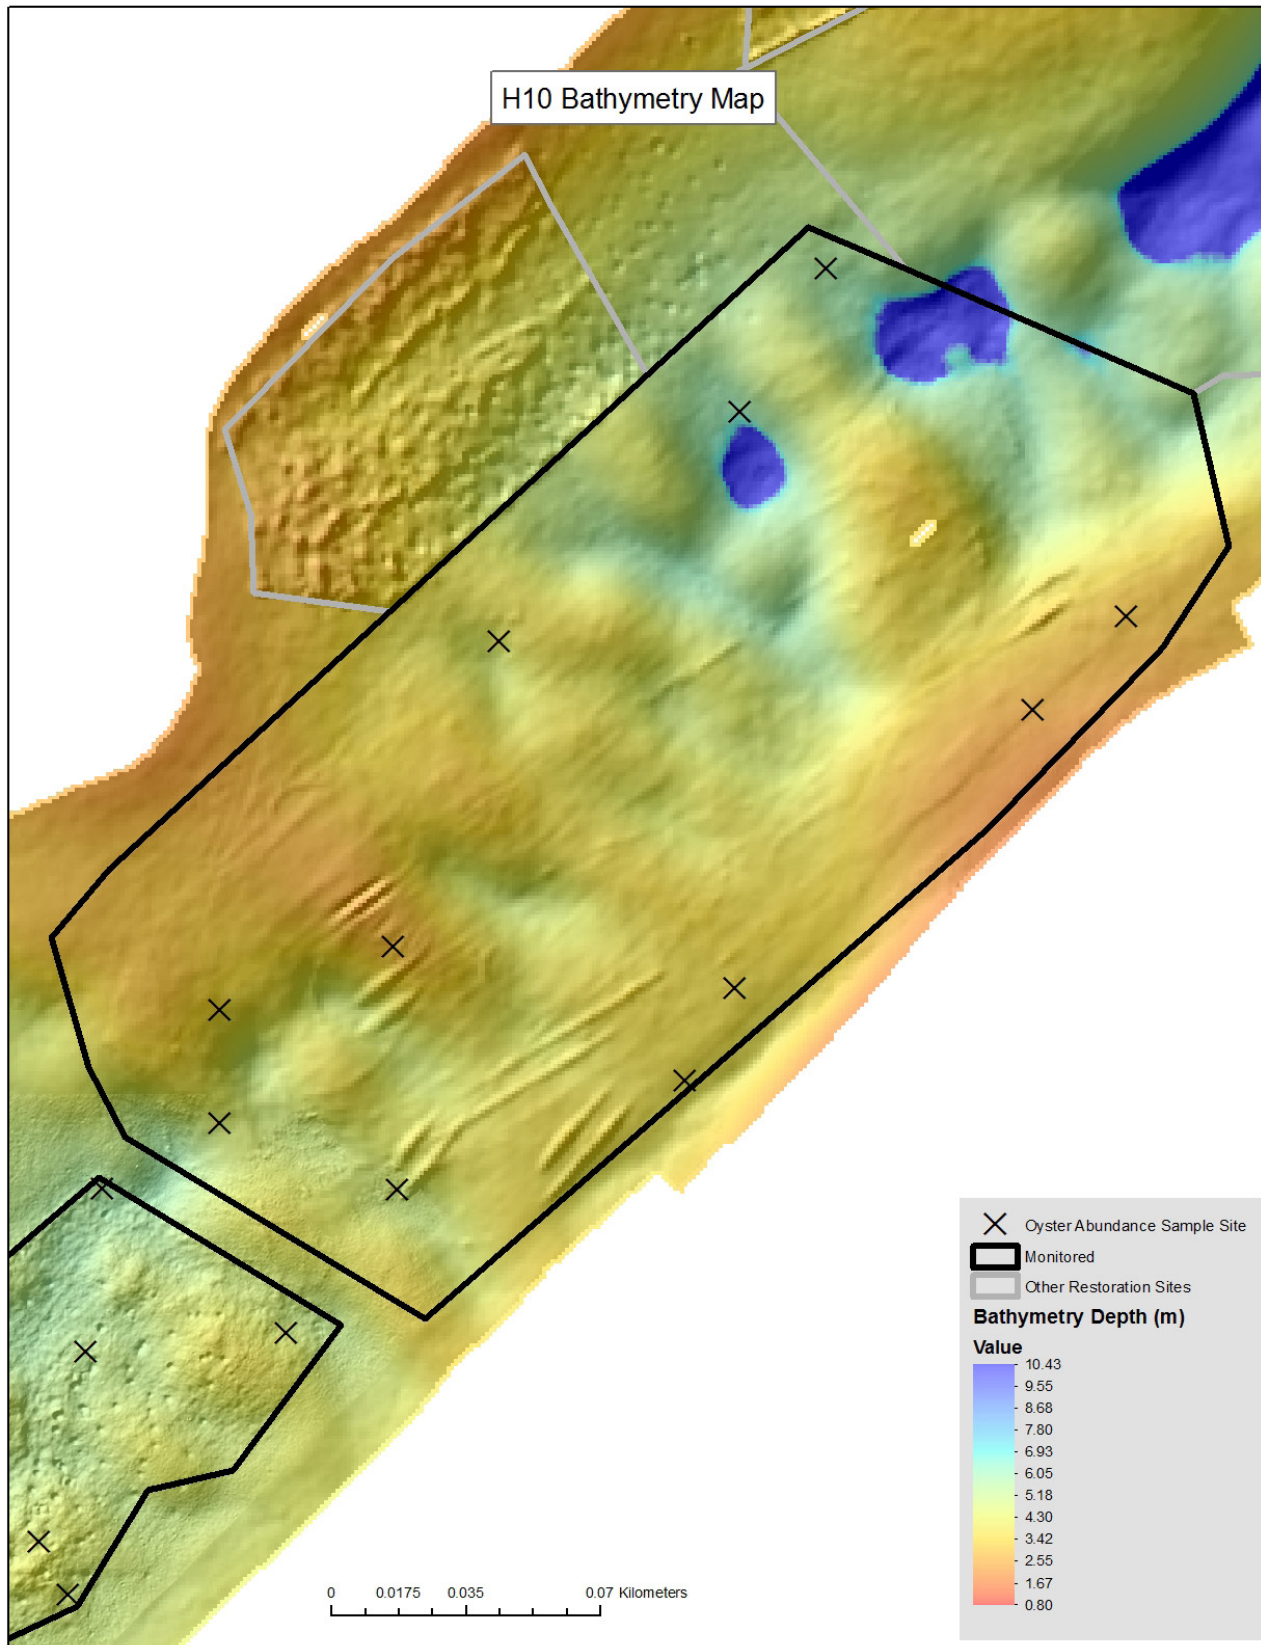 H10 Bathymetry Map
Oyster Abundance Sample Site
Monitored
Other Restoration Sites
Bathymetry Depth (m)
Value
10.43
9.55
8.68
7.80
6.93
6.05
5.18
4.30
3.42
2.55
1.67
0.80
0 0.0175 0.035 0.07 Kilometers